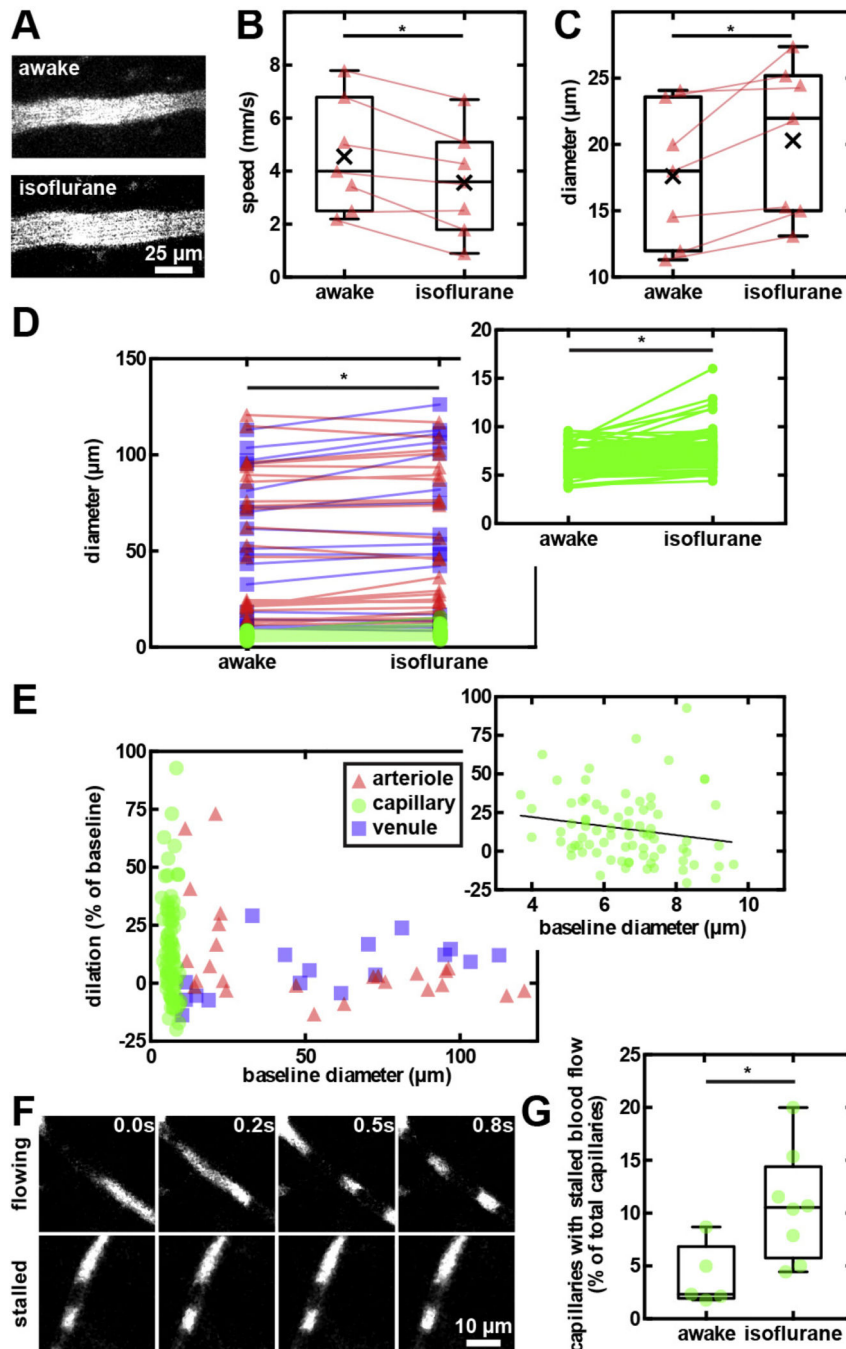 A
awake
isoflurane
25 µm
B
*
8
6
4
2
0
speed (mm/s)
awake
isoflurane
C
*
25
20
15
10
diameter (µm)
awake
isoflurane
D
*
150
100
50
0
diameter (µm)
awake
isoflurane
20
*
15
10
5
0
awake
isoflurane
E
100
75
50
25
0
-25
dilation (% of baseline)
0
50
100
baseline diameter (µm)
arteriole
capillary
venule
100
75
50
25
0
-25
4
6
8
10
baseline diameter (µm)
F
flowing
0.0s
0.2s
0.5s
0.8s
stalled
10 µm
G
25
*
20
15
10
5
0
capillaries with stalled blood flow
(% of total capillaries)
awake
isoflurane